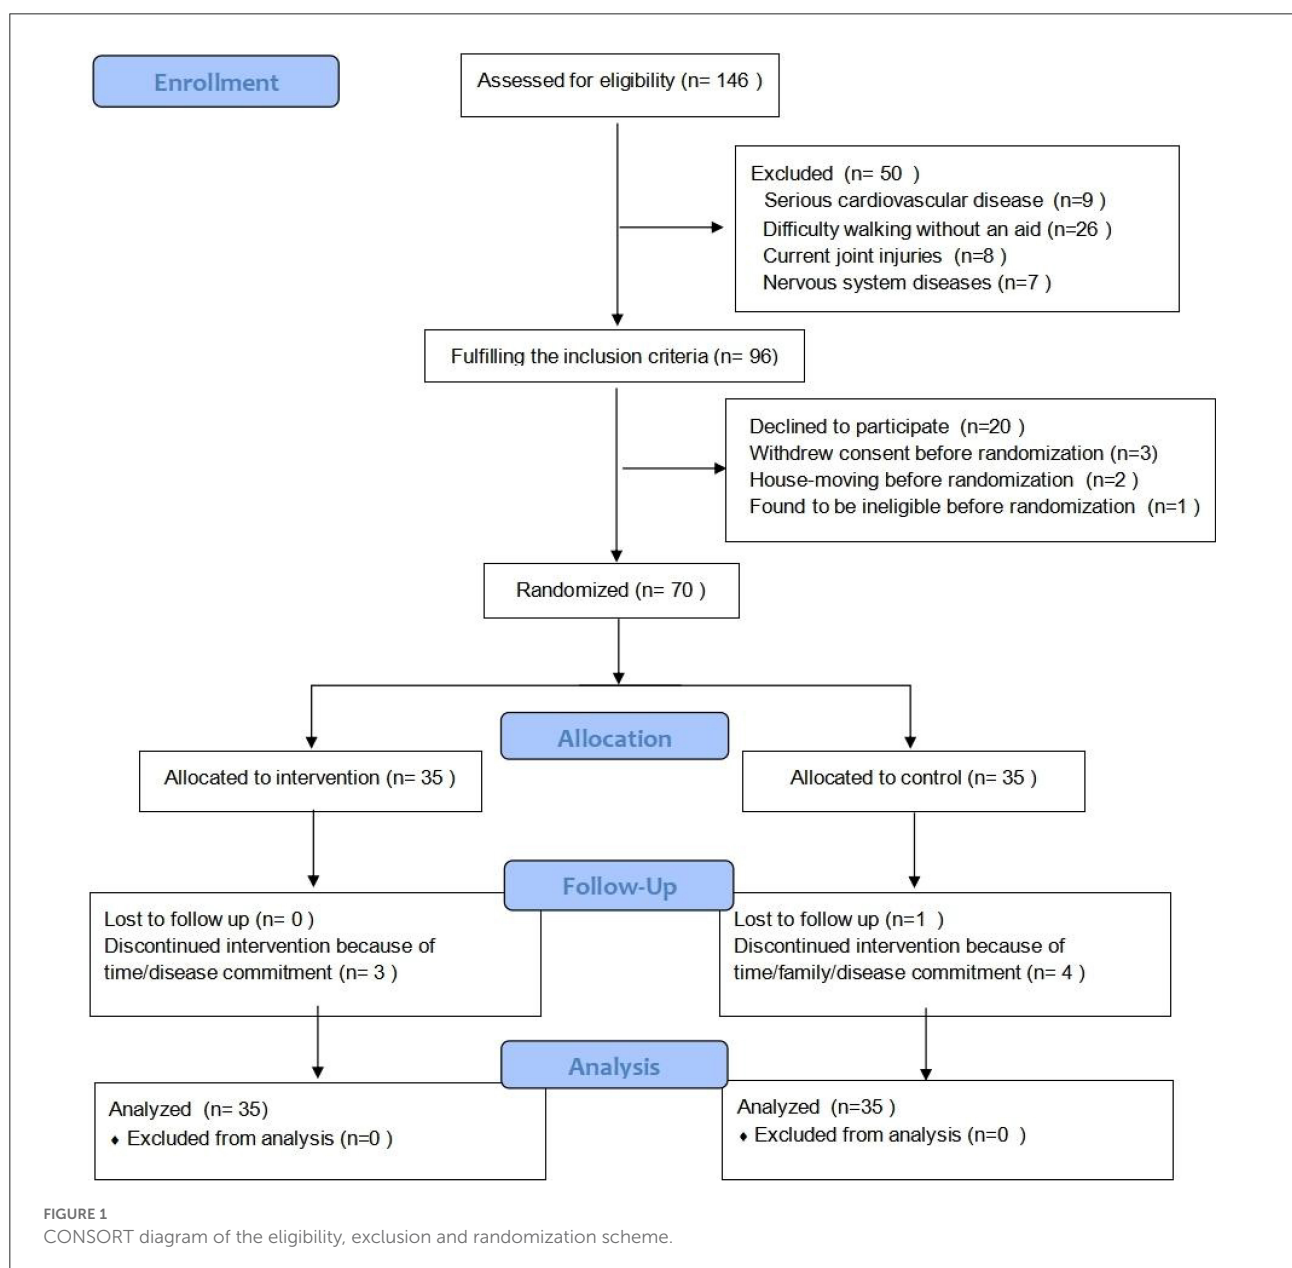 Enrollment
Assessed for eligibility (n= 146 )
Excluded (n= 50 )
Serious cardiovascular disease (n=9 )
Difficulty walking without an aid (n=26 )
Current joint injuries (n=8 )
Nervous system diseases (n=7 )
Fulfilling the inclusion criteria (n= 96)
Declined to participate (n=20 )
Withdrew consent before randomization (n=3)
House-moving before randomization (n=2 )
Found to be ineligible before randomization (n=1 )
Randomized (n= 70 )
Allocation
Allocated to intervention (n= 35 )
Allocated to control (n= 35 )
Follow-Up
Lost to follow up (n= 0 )
Discontinued intervention because of
time/disease commitment (n= 3 )
Lost to follow up (n=1 )
Discontinued intervention because of
time/family/disease commitment (n= 4 )
Analysis
Analyzed (n= 35)
♦ Excluded from analysis (n=0 )
Analyzed (n=35 )
♦ Excluded from analysis (n=0 )
FIGURE 1
CONSORT diagram of the eligibility, exclusion and randomization scheme.